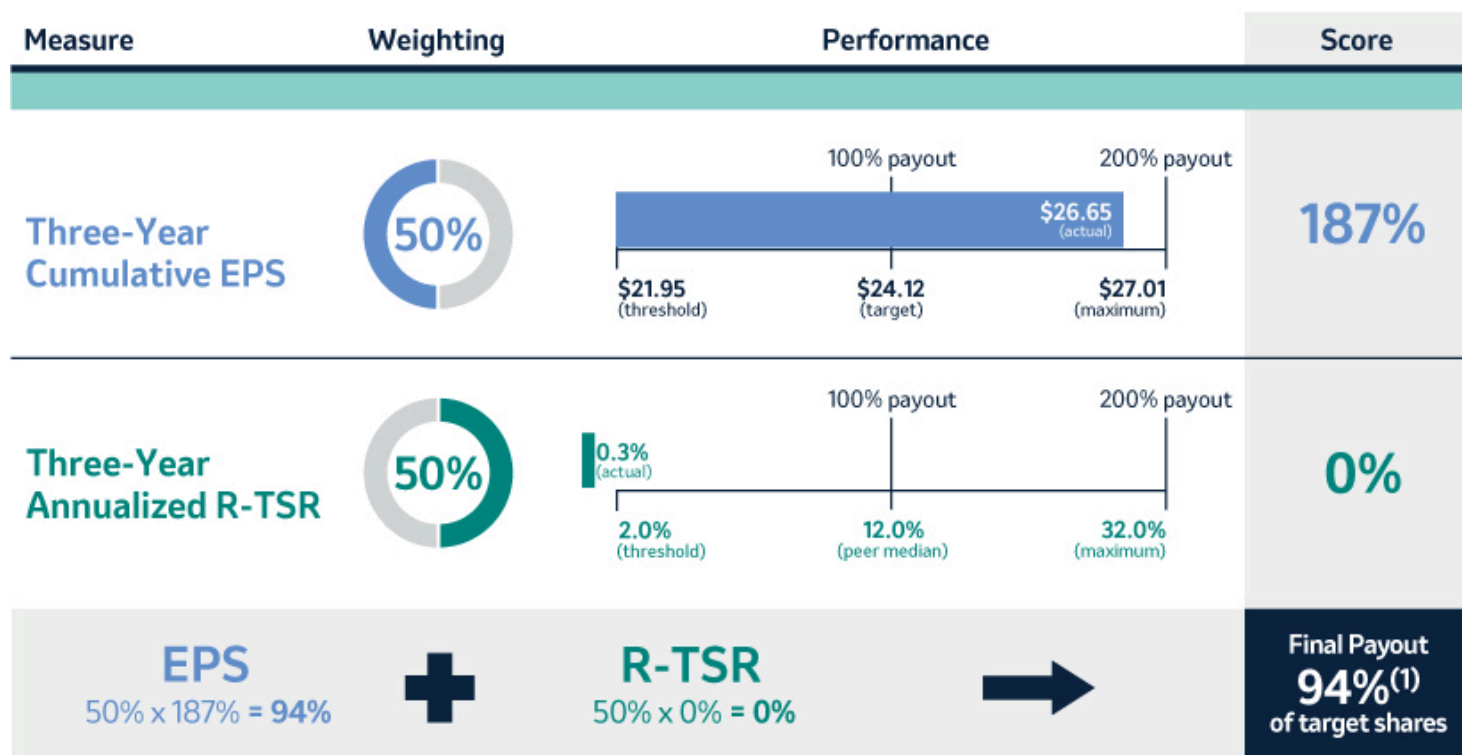 Measure Weighting Performance Score
100% payout 200% payout
Three-Year
Cumulative EPS
50%
$26.65
(actual)
187%
$21.95 $24.12 $27.01
(threshold) (target) (maximum)
100% payout 200% payout
Three-Year
Annualized R-TSR
50%
0.3%
(actual)
0%
2.0% 12.0% 32.0%
(threshold) (peer median) (maximum)
EPS
50% x 187% = 94%
R-TSR
50% x 0% = 0%
Final Payout
94%(1)
of target shares